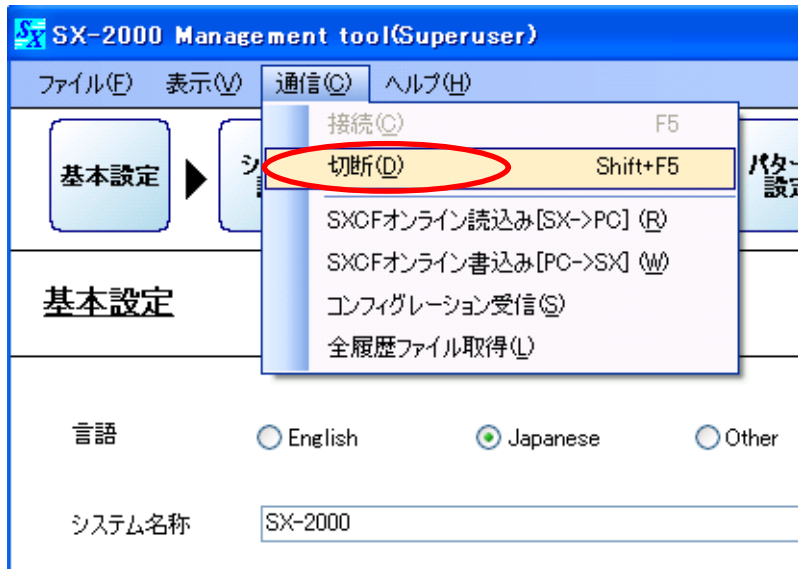 SX SX-2000 Management tool(Superuser)
ファイル(F) 表示(V) 通信(C) ヘルプ(H)
接続(C) F5
切断(D) Shift+F5
SXCFオンライン読込み[SX->PC] (R)
SXCFオンライン書込み[PC->SX] (W)
コンフィグレーション受信(S)
全履歴ファイル取得(L)
基本設定
基本設定
言語 English Japanese Other
システム名称 SX-2000